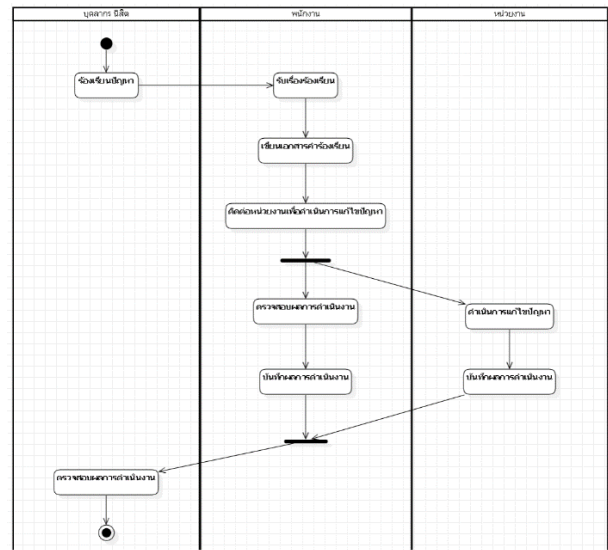 บุคลากร นิสิต
พนักงาน
หน่วยงาน
ร้องเรียนปัญหา
รับเรื่องร้องเรียน
เขียนเอกสารคำร้องเรียน
ติดต่อหน่วยงานเพื่อดำเนินการแก้ไขปัญหา
ตรวจสอบผลการดำเนินงาน
ดำเนินการแก้ไขปัญหา
บันทึกผลการดำเนินงาน
บันทึกผลการดำเนินงาน
ตรวจสอบผลการดำเนินงาน